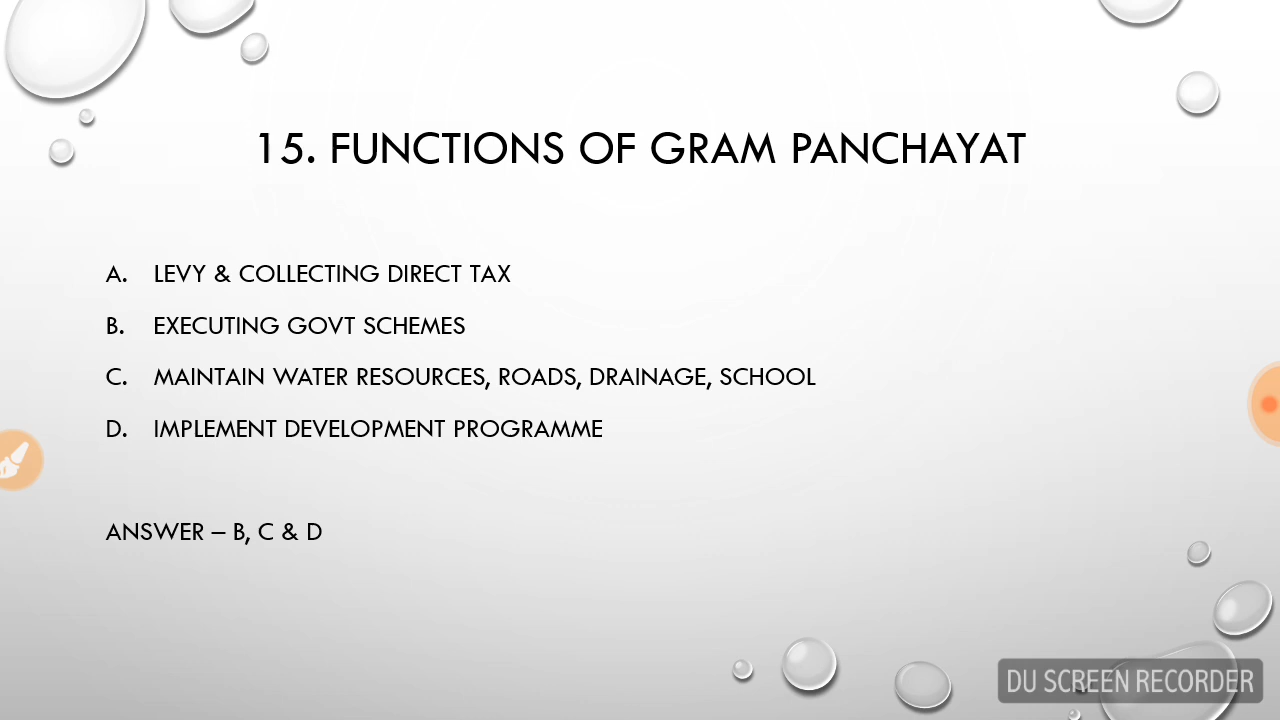 15. FUNCTIONS OF GRAM PANCHAYAT
A. LEVY & COLLECTING DIRECT TAX
B. EXECUTING GOVT SCHEMES
C. MAINTAIN WATER RESOURCES, ROADS, DRAINAGE, SCHOOL
D. IMPLEMENT DEVELOPMENT PROGRAMME
ANSWER – B, C & D
DU SCREEN RECORDER